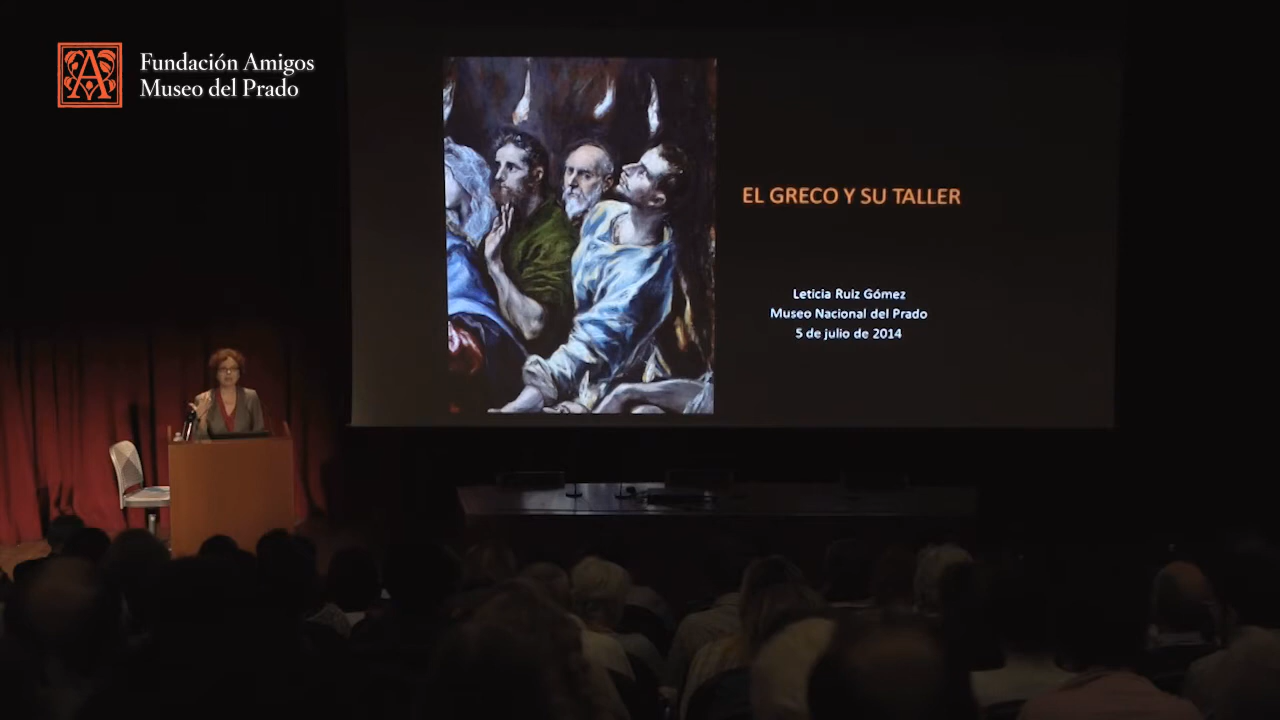 Fundación Amigos
Museo del Prado
EL GRECO Y SU TALLER
Leticia Ruiz Gómez
Museo Nacional del Prado
5 de julio de 2014